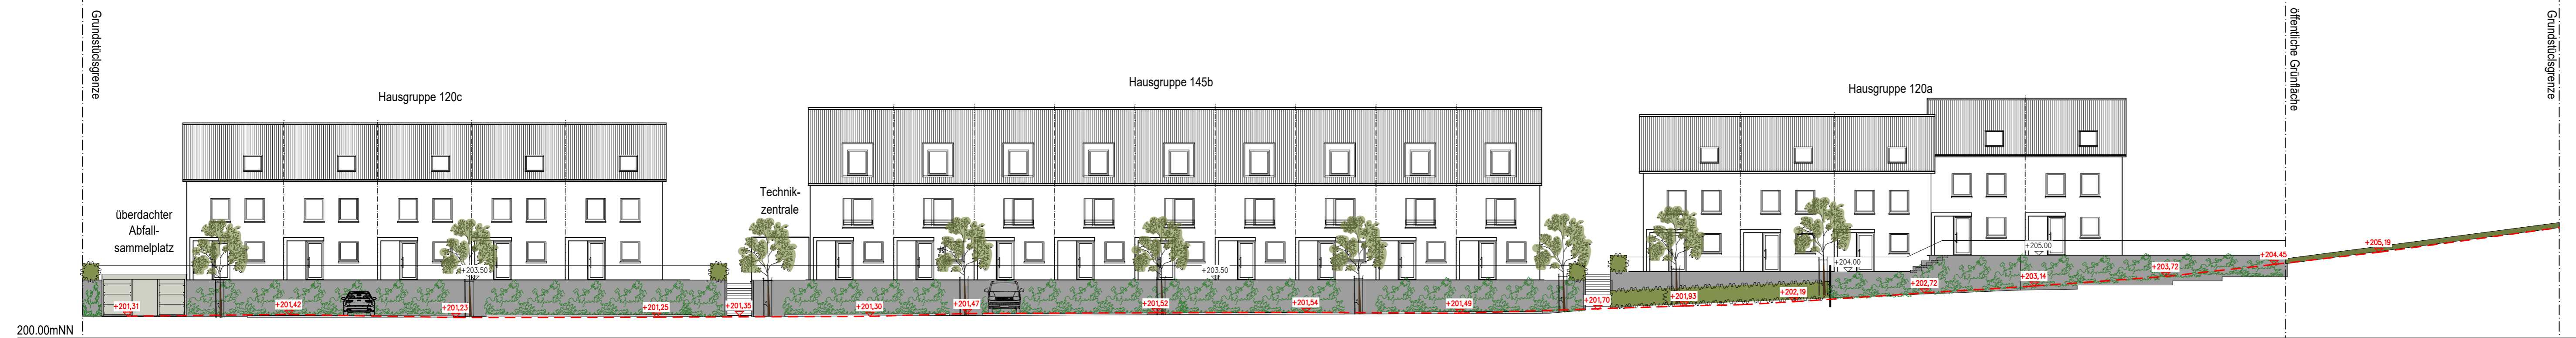 Grundstücksgrenze
überdachter
Abfall-
sammelplatz
Hausgruppe 120c
Technik-
zentrale
Hausgruppe 145b
Hausgruppe 120a
öffentliche Grünfläche
Grundstücksgrenze
+203.50
+203.50
+204.00
+205.00
+201,31
+201,42
+201,23
+201,25
+201,35
+201,30
+201,47
+201,52
+201,54
+201,49
+201,70
+201,93
+202,19
+202,72
+203,14
+203,72
+204,45
+205,19
200.00mNN